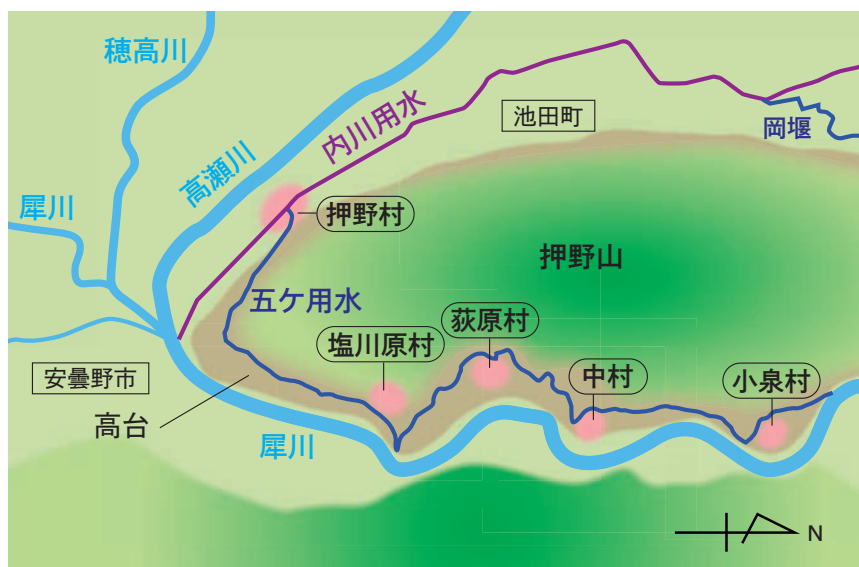 穂高川
内川用水
池田町
岡堰
高瀬川
犀川
押野村
押野山
五ケ用水
荻原村
塩川原村
中村
小泉村
安曇野市
高台
犀川
N